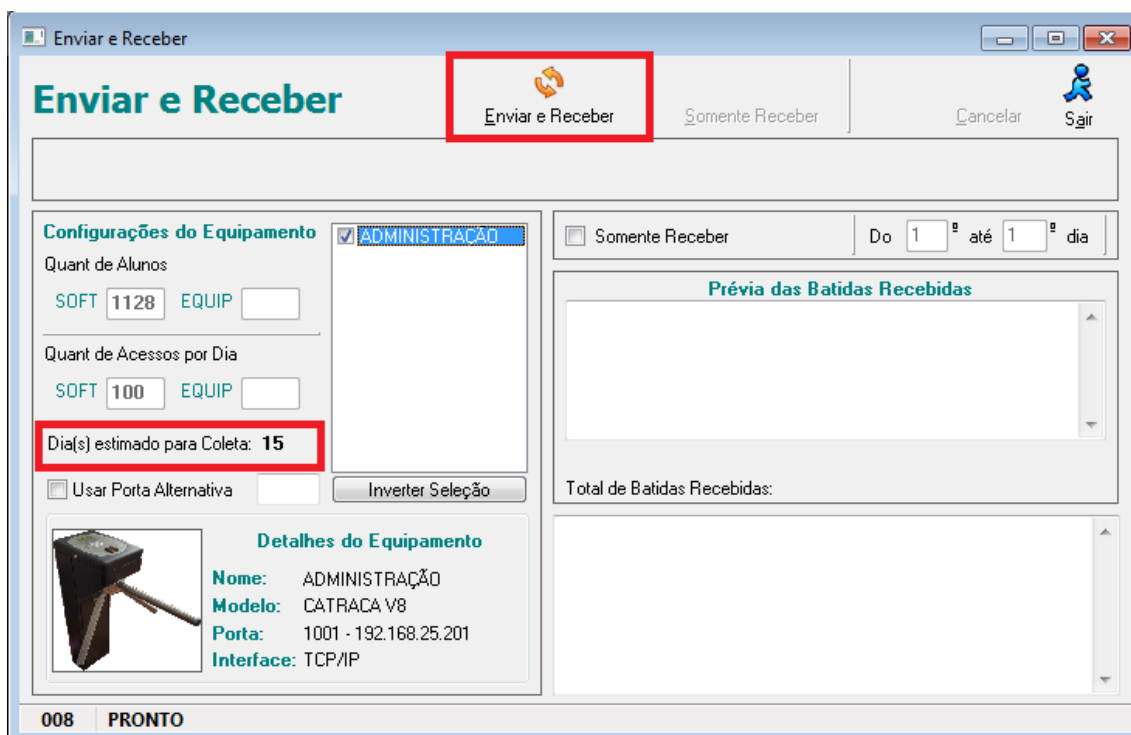 Enviar e Receber
Enviar e Receber
Enviar e Receber
Somente Receber
Cancelar
Sair
Configurações do Equipamento
ADMINISTRAÇÃO
Quant de Alunos
SOFT 1128 EQUIP
Quant de Acessos por Dia
SOFT 100 EQUIP
Dia(s) estimado para Coleta: 15
Usar Porta Alternativa
Inverter Seleção
Somente Receber
Do 1 º até 1 º dia
Prévia das Batidas Recebidas
Total de Batidas Recebidas:
Detalhes do Equipamento
Nome: ADMINISTRAÇÃO
Modelo: CATRACA V8
Porta: 1001 - 192.168.25.201
Interface: TCP/IP
008 PRONTO